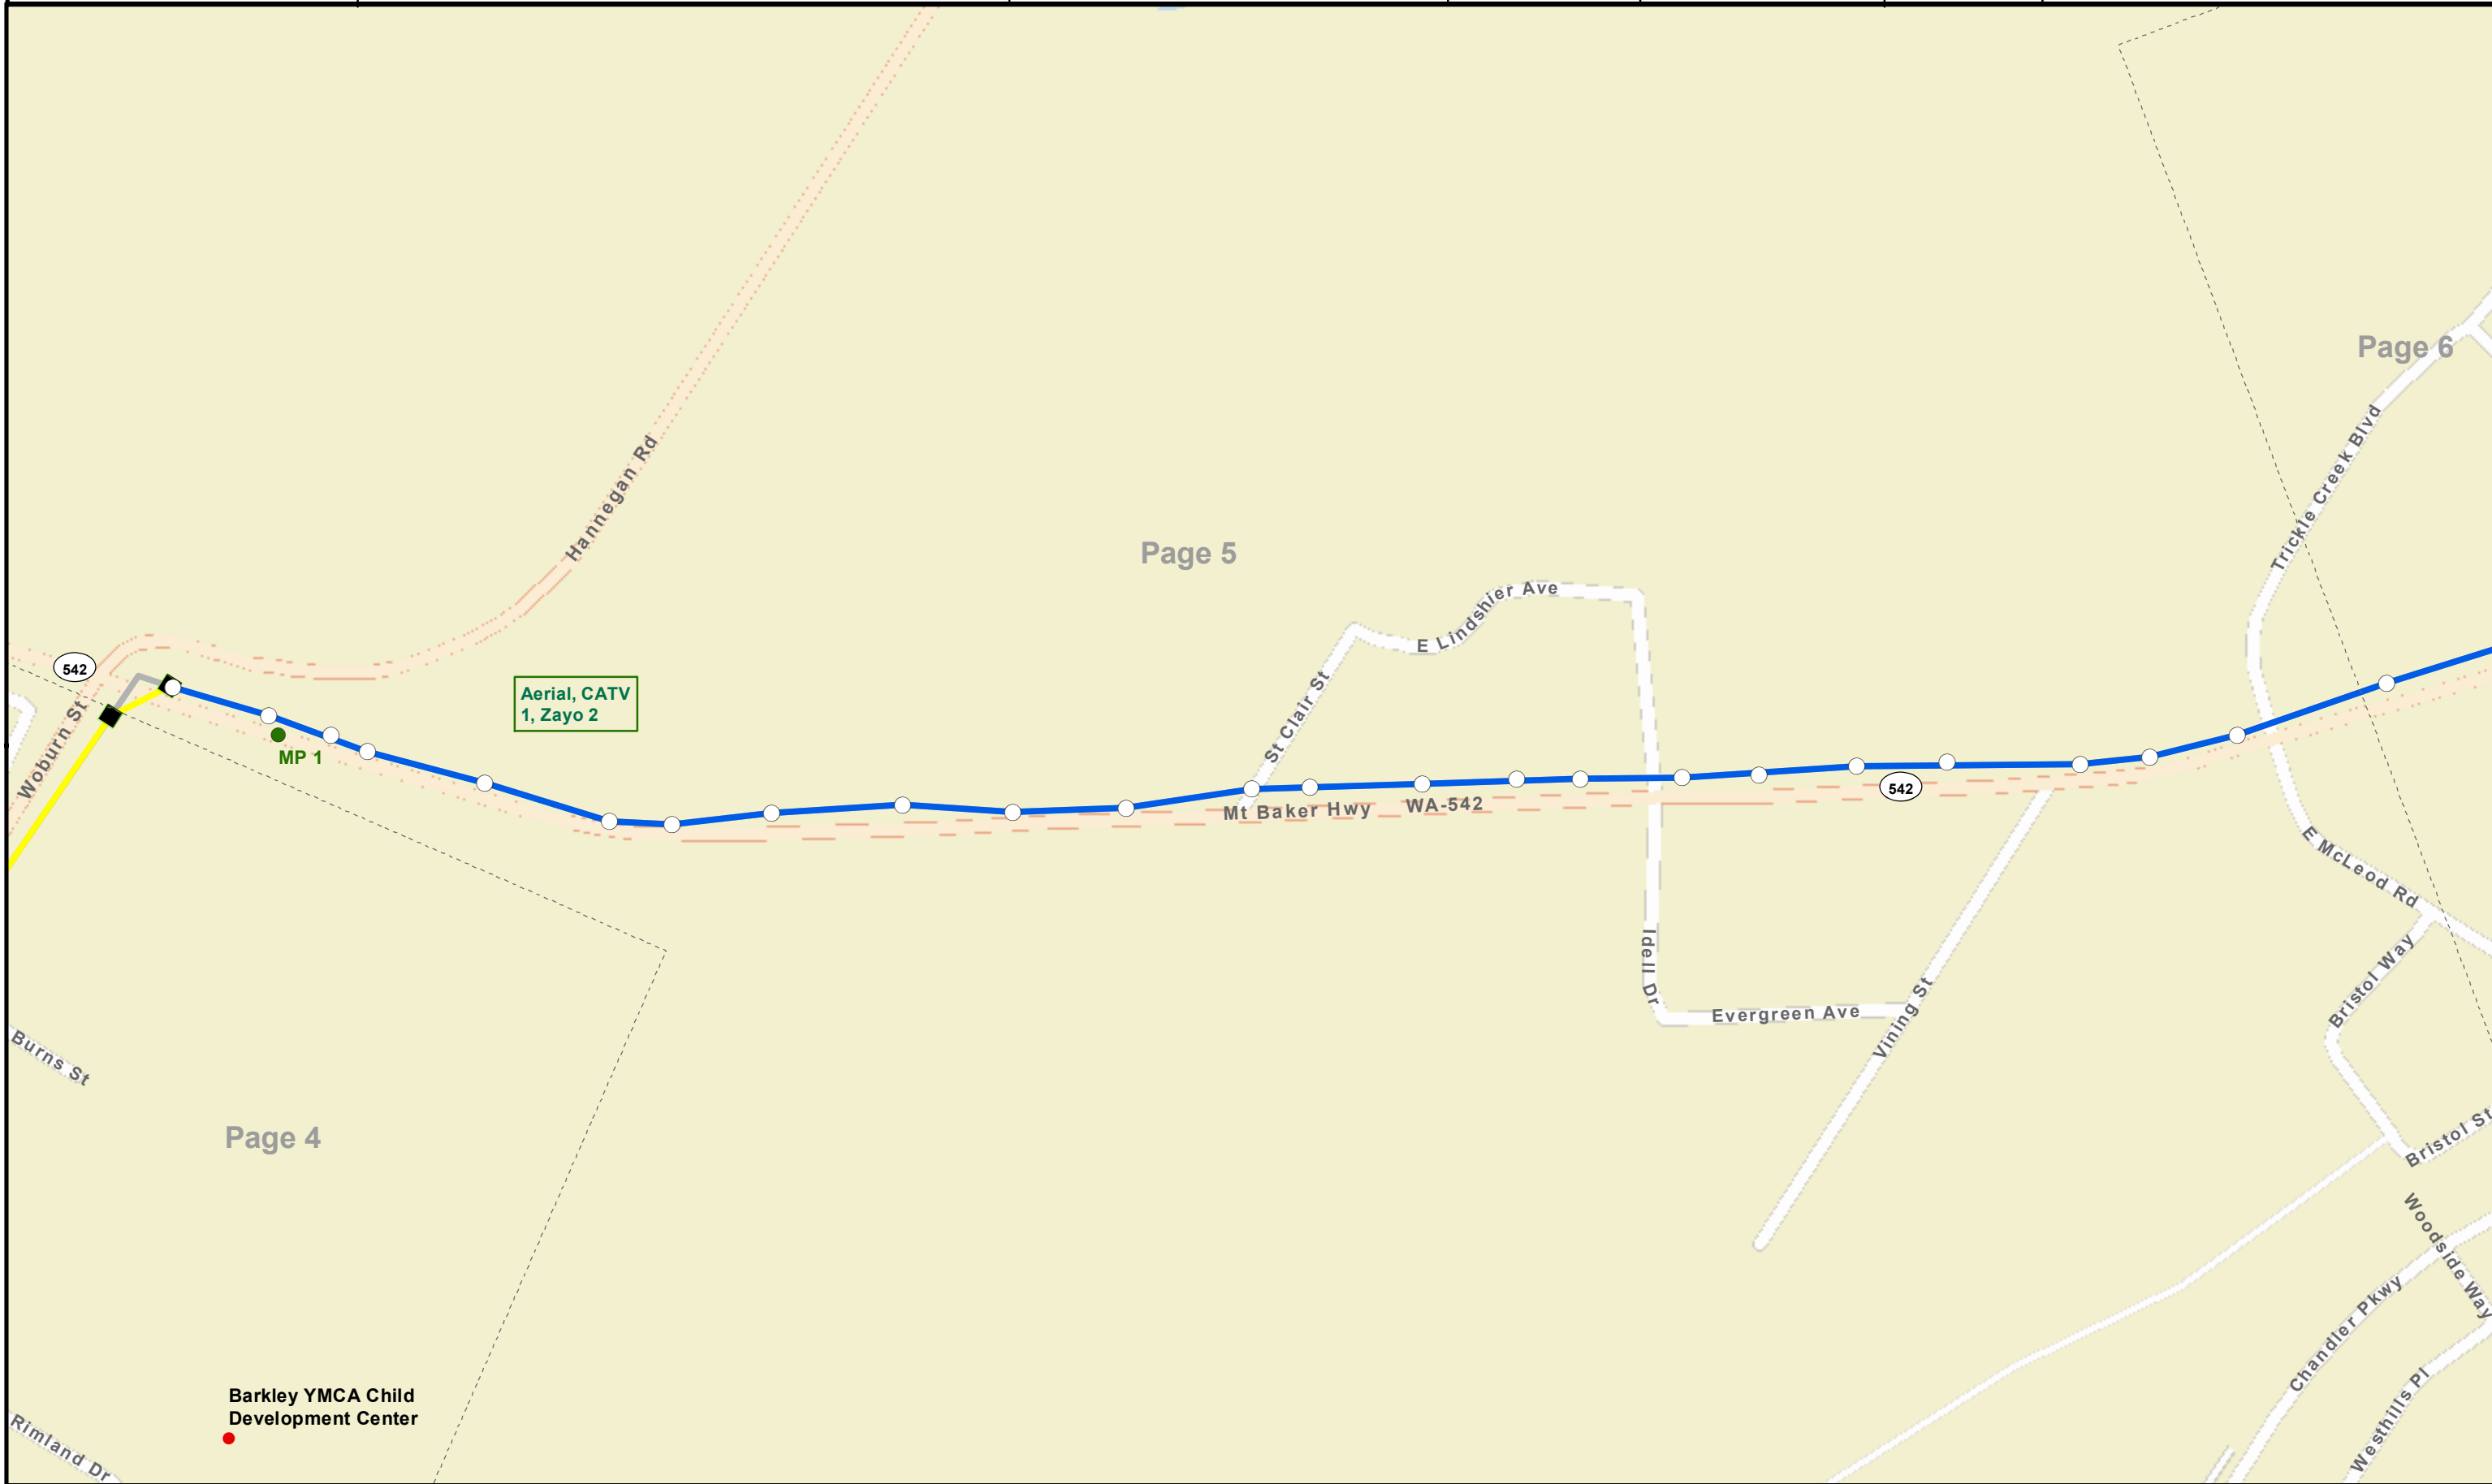 Page 6
Trickle Creek Blvd
Hannegan Rd
Page 5
E Lindshier Ave
542
Aerial, CATV
1, Zayo 2
St Clair St
Woburn St
MP 1
542
Mt Baker Hwy
WA-542
E McLeod Rd
Idell Dr
Bristol Way
Evergreen Ave
Vining St
Burns St
Page 4
Bristol St
Woodside Way
Chandler Pkwy
Barkley YMCA Child
Development Center
Westhills Pl
Rimland Dr